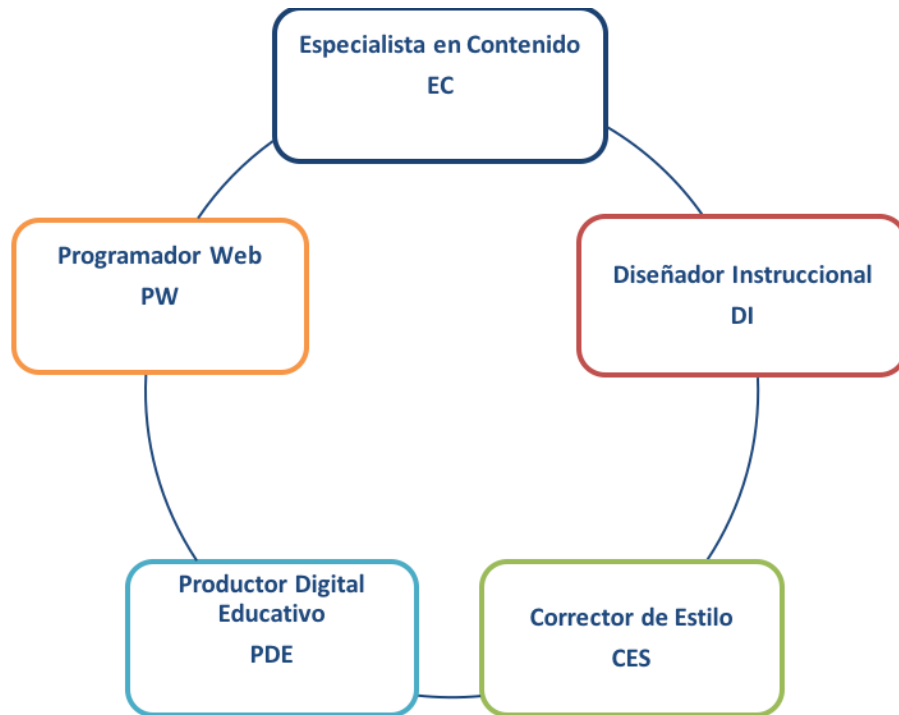 Especialista en Contenido
EC
Programador Web
PW
Diseñador Instruccional
DI
Productor Digital
Educativo
PDE
Corrector de Estilo
CES